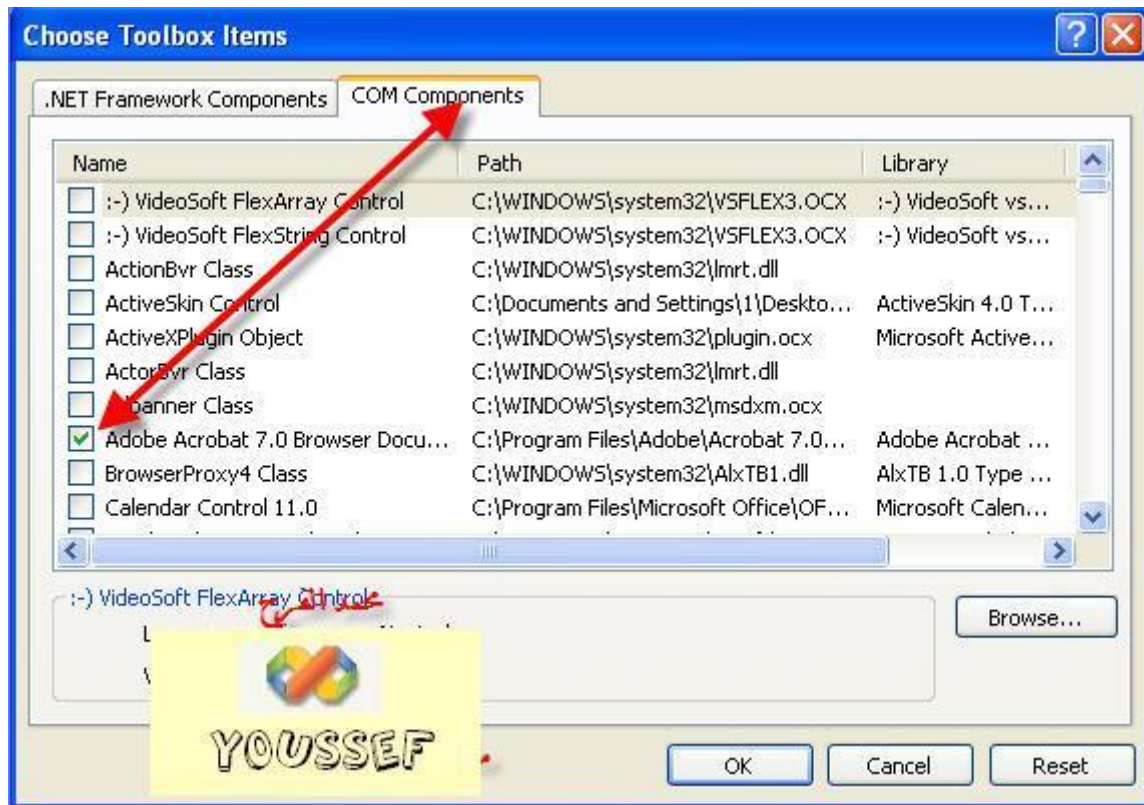 Choose Toolbox Items
.NET Framework Components COM Components
Name Path Library
:-) VideoSoft FlexArray Control C:\WINDOWS\system32\VSFLEX3.OCX :-) VideoSoft vs...
:-) VideoSoft FlexString Control C:\WINDOWS\system32\VSFLEX3.OCX :-) VideoSoft vs...
ActionBvr Class C:\WINDOWS\system32\lmrt.dll
ActiveSkin Control C:\Documents and Settings\1\Deskto... ActiveSkin 4.0 T...
ActiveXPlugin Object C:\WINDOWS\system32\plugin.ocx Microsoft Active...
ActorBvr Class C:\WINDOWS\system32\lmrt.dll
Class C:\WINDOWS\system32\msdxm.ocx
Adobe Acrobat 7.0 Browser Docu... C:\Program Files\Adobe\Acrobat 7.0... Adobe Acrobat ...
BrowserProxy4 Class C:\WINDOWS\system32\AlxTB1.dll AlxTB 1.0 Type ...
Calendar Control 11.0 C:\Program Files\Microsoft Office\OF... Microsoft Calen...
:-) VideoSoft FlexArray Control
Browse...
YOUSSEF
OK Cancel Reset